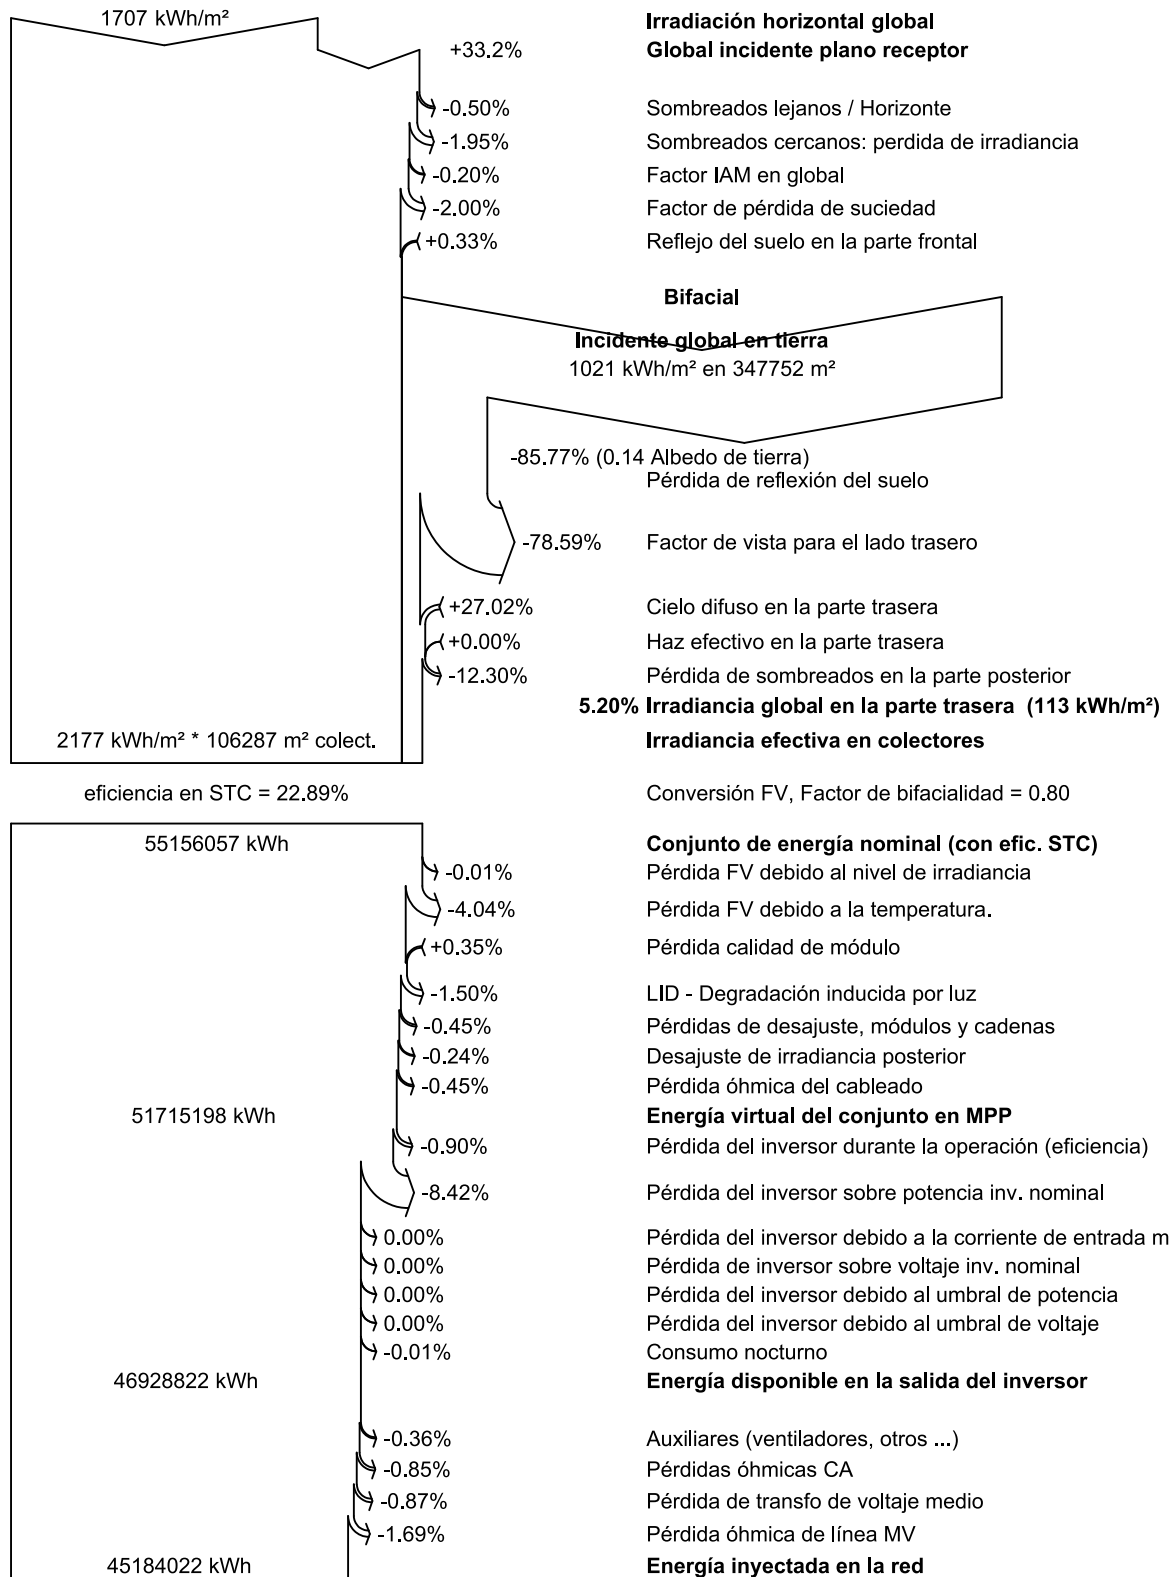 1707 kWh/m² Irradiación horizontal global
+33.2% Global incidente plano receptor
-0.50% Sombreados lejanos / Horizonte
-1.95% Sombreados cercanos: perdida de irradiancia
-0.20% Factor IAM en global
-2.00% Factor de pérdida de suciedad
+0.33% Reflejo del suelo en la parte frontal
Bifacial
Incidente global en tierra
1021 kWh/m² en 347752 m²
-85.77% (0.14 Albedo de tierra)
Pérdida de reflexión del suelo
-78.59% Factor de vista para el lado trasero
+27.02% Cielo difuso en la parte trasera
+0.00% Haz efectivo en la parte trasera
-12.30% Pérdida de sombreados en la parte posterior
5.20% Irradiancia global en la parte trasera (113 kWh/m²)
2177 kWh/m² * 106287 m² colect. Irradiancia efectiva en colectores
eficiencia en STC = 22.89% Conversión FV, Factor de bifacialidad = 0.80
55156057 kWh Conjunto de energía nominal (con efic. STC)
-0.01% Pérdida FV debido al nivel de irradiancia
-4.04% Pérdida FV debido a la temperatura.
+0.35% Pérdida calidad de módulo
-1.50% LID - Degradación inducida por luz
-0.45% Pérdidas de desajuste, módulos y cadenas
-0.24% Desajuste de irradiancia posterior
-0.45% Pérdida óhmica del cableado
51715198 kWh Energía virtual del conjunto en MPP
-0.90% Pérdida del inversor durante la operación (eficiencia)
-8.42% Pérdida del inversor sobre potencia inv. nominal
0.00% Pérdida del inversor debido a la corriente de entrada m
0.00% Pérdida de inversor sobre voltaje inv. nominal
0.00% Pérdida del inversor debido al umbral de potencia
0.00% Pérdida del inversor debido al umbral de voltaje
-0.01% Consumo nocturno
46928822 kWh Energía disponible en la salida del inversor
-0.36% Auxiliares (ventiladores, otros ...)
-0.85% Pérdidas óhmicas CA
-0.87% Pérdida de transfo de voltaje medio
-1.69% Pérdida óhmica de línea MV
45184022 kWh Energía inyectada en la red